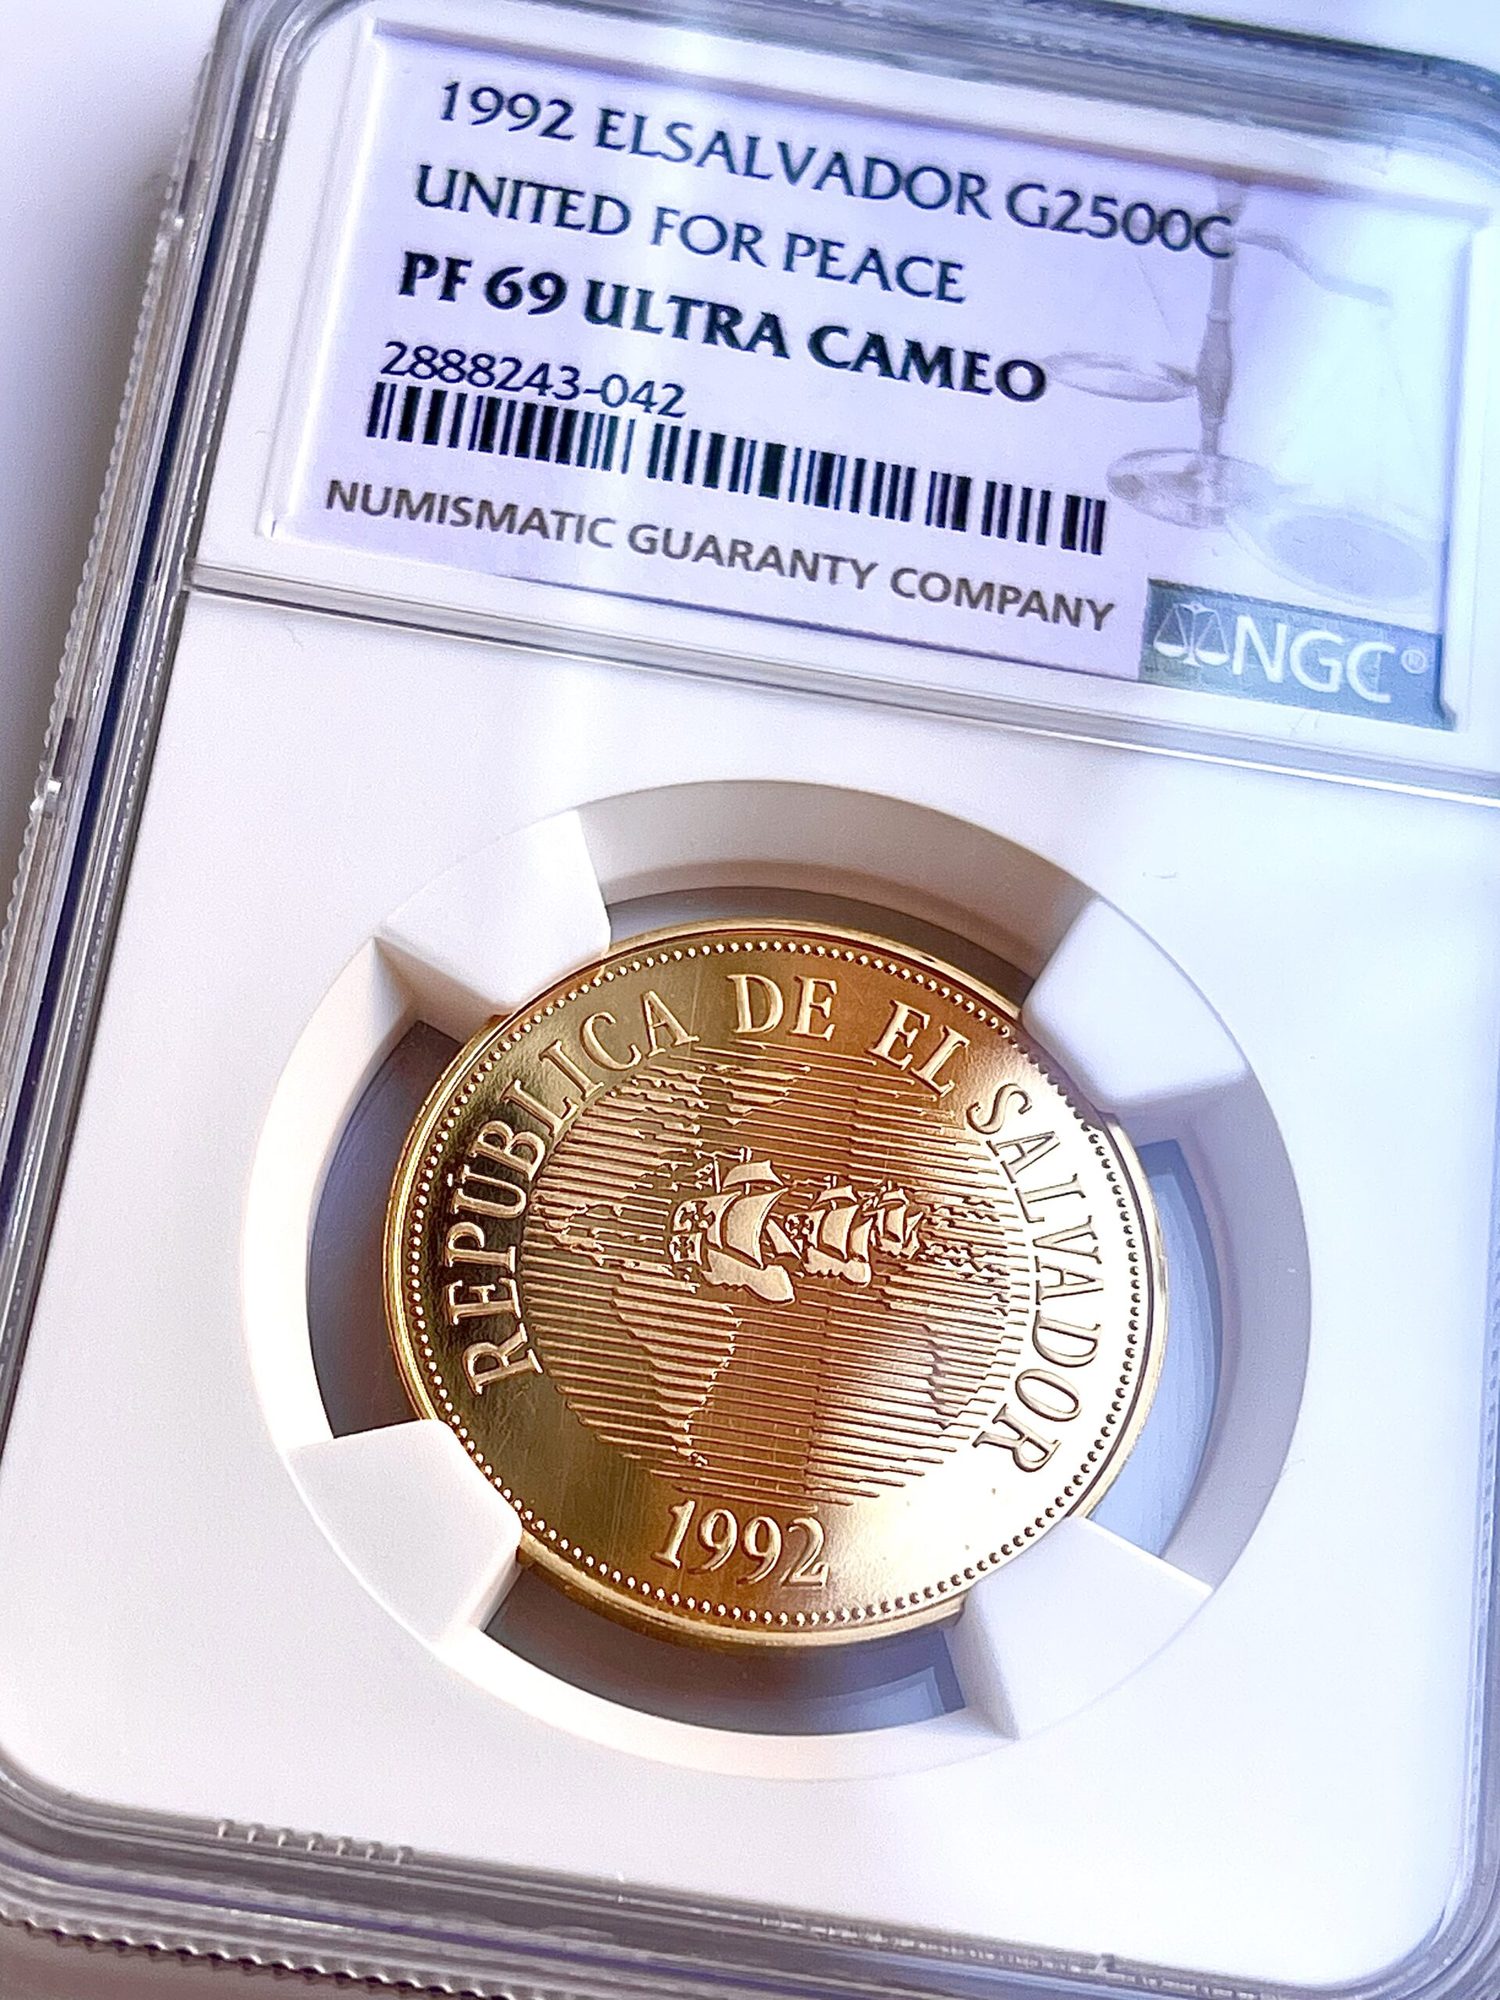 1992 ELSALVADOR G2500C
UNITED FOR PEACE
PF 69 ULTRA CAMEO
2888243-042
NUMISMATIC GUARANTY COMPANY
NGC®
REPUBLICA DE EL SALVADOR
1992